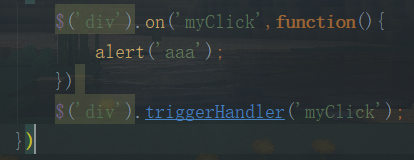 $('div').on('myClick',function(){
alert('aaa');
})
$('div').triggerHandler('myClick');
})